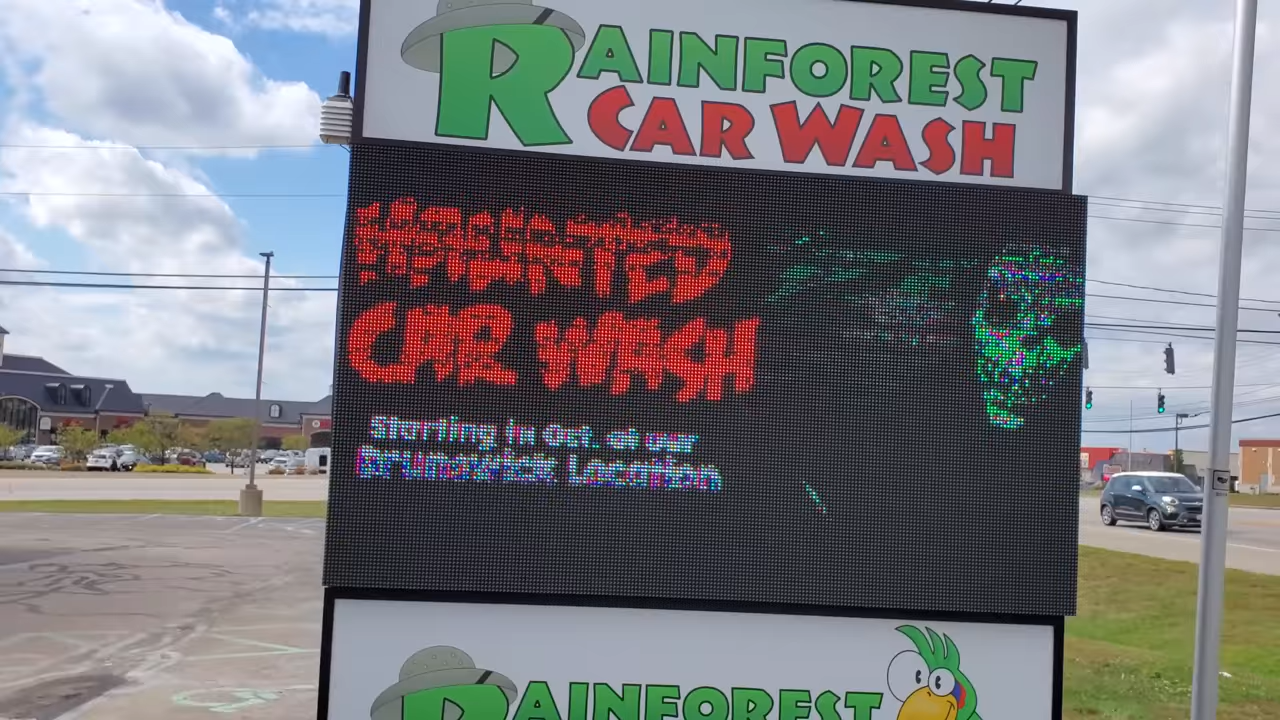 RAINFOREST
CAR WASH
HAUNTED
CAR WASH
Starting in Oct. at our
Brunswick Location
RAINFOREST